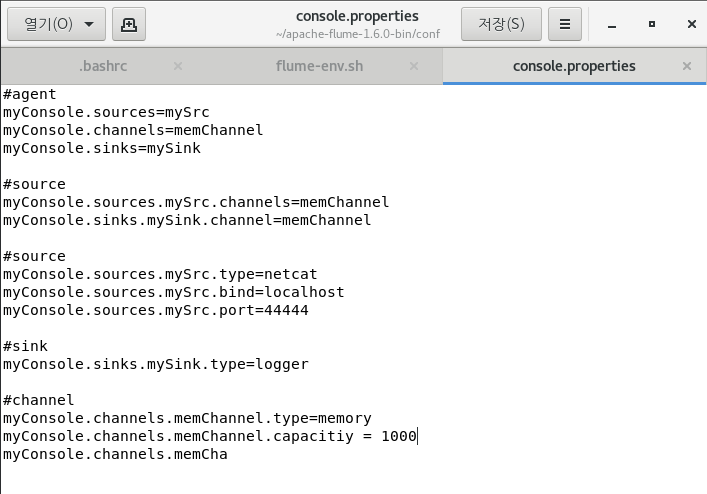 열기(O)
console.properties
~/apache-flume-1.6.0-bin/conf
저장(S)
.bashrc
flume-env.sh
console.properties
#agent
myConsole.sources=mySrc
myConsole.channels=memChannel
myConsole.sinks=mySink
#source
myConsole.sources.mySrc.channels=memChannel
myConsole.sinks.mySink.channel=memChannel
#source
myConsole.sources.mySrc.type=netcat
myConsole.sources.mySrc.bind=localhost
myConsole.sources.mySrc.port=44444
#sink
myConsole.sinks.mySink.type=logger
#channel
myConsole.channels.memChannel.type=memory
myConsole.channels.memChannel.capacitiy = 1000
myConsole.channels.memCha